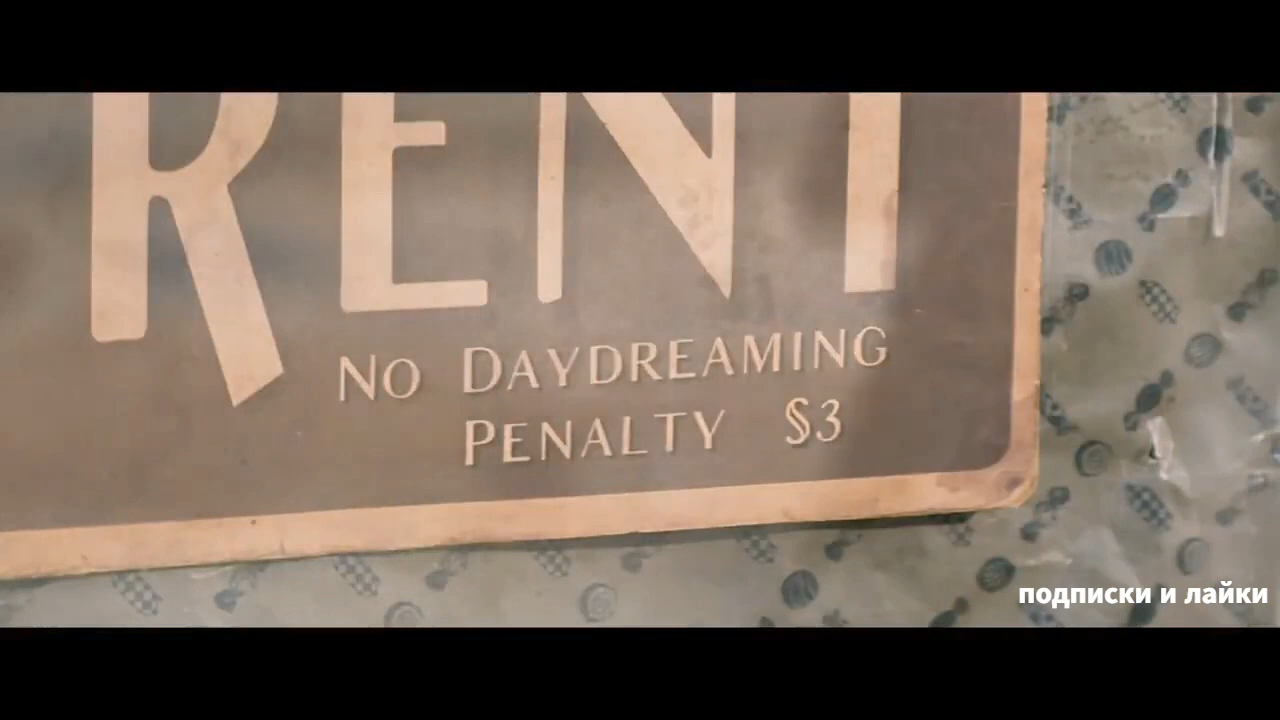 RENT
No Daydreaming
Penalty §3
подписки и лайки